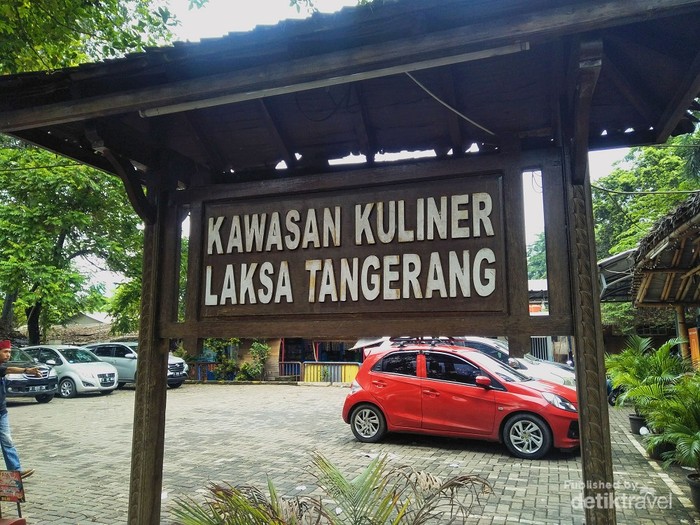 KAWASAN KULINER
LAKSA TANGERANG
Published by
detiktravel